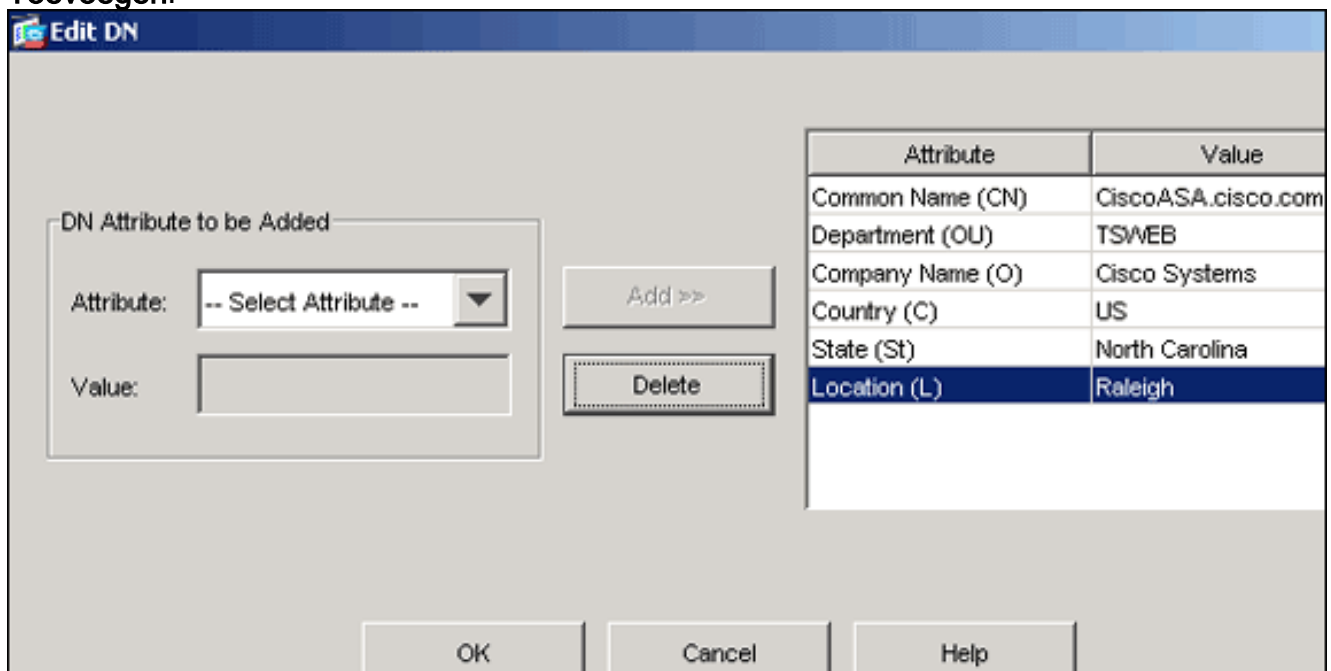 Toevoegen.
Edit DN
DN Attribute to be Added
Attribute: -- Select Attribute --
Value:
Add >>
Delete
Attribute Value
Common Name (CN) CiscoASA.cisco.com
Department (OU) TSWEB
Company Name (O) Cisco Systems
Country (C) US
State (St) North Carolina
Location (L) Raleigh
OK Cancel Help